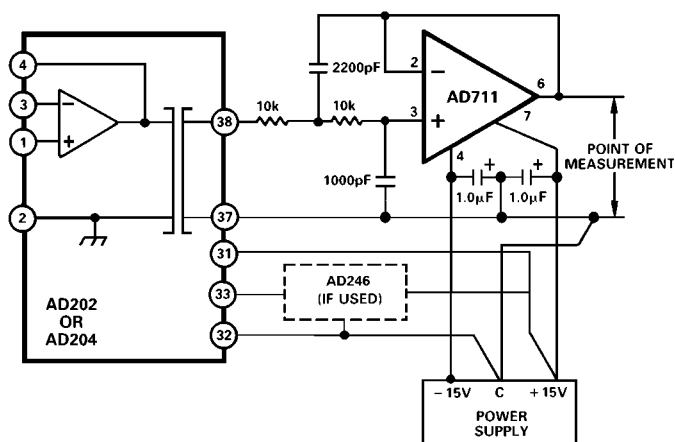 4
3
1
2
AD202
OR
AD204
38
37
31
33
32
10k
10k
2200pF
1000pF
2
−
3
+
AD711
6
7
4
−
+
+
+
1.0µF
1.0µF
POINT OF
MEASUREMENT
AD246
(IF USED)
− 15V C + 15V
POWER
SUPPLY